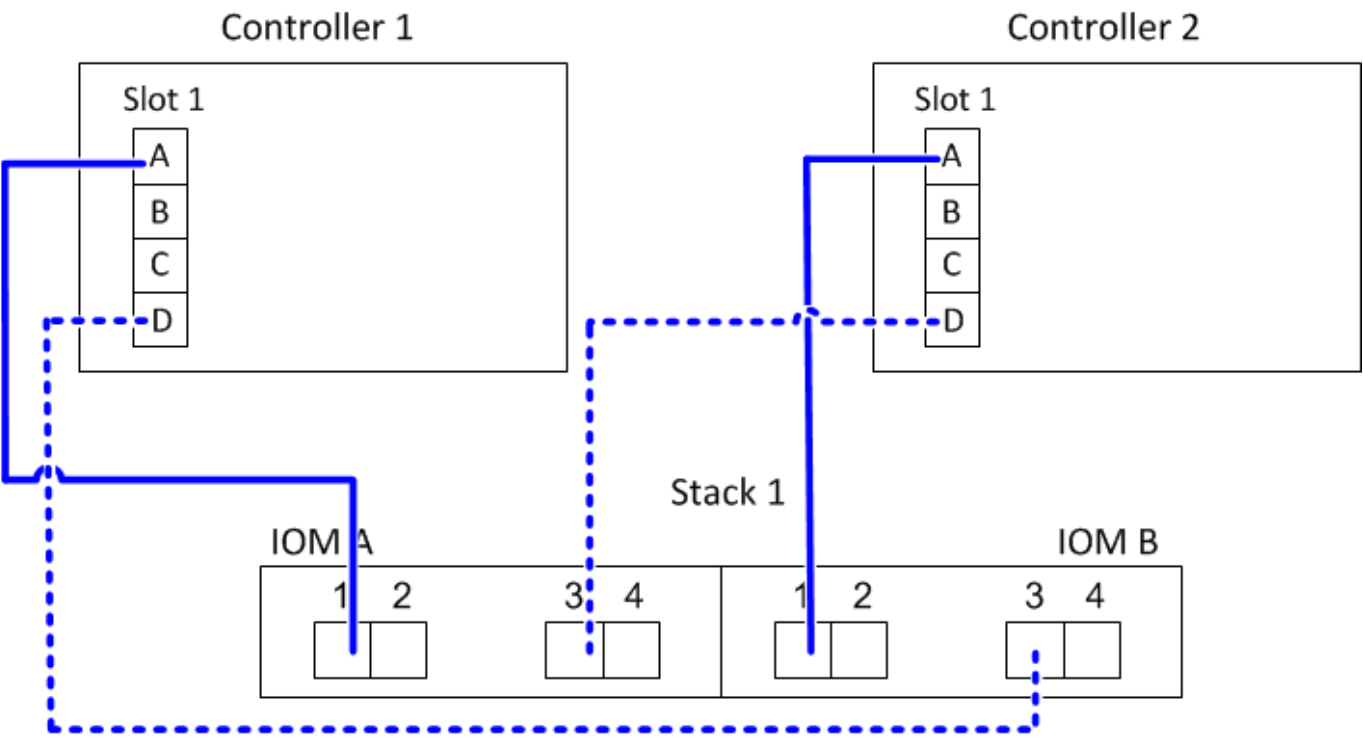 Controller 1
Controller 2
Slot 1
Slot 1
A
A
B
B
C
C
D
D
Stack 1
IOM A
IOM B
1 2 3 4 1 2 3 4